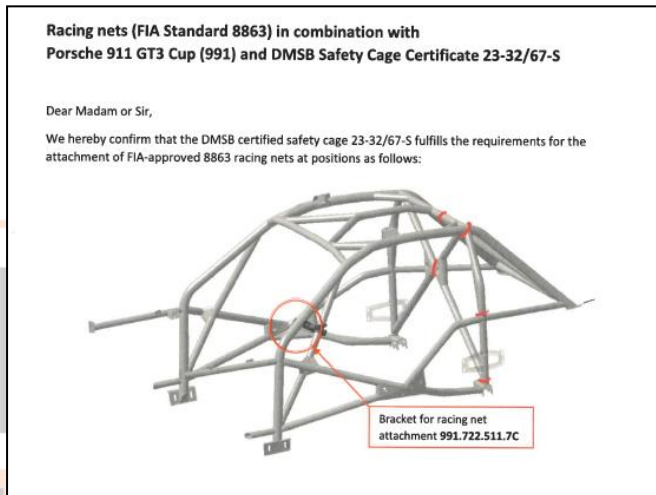 Racing nets (FIA Standard 8863) in combination with
Porsche 911 GT3 Cup (991) and DMSB Safety Cage Certificate 23-32/67-S
Dear Madam or Sir,
We hereby confirm that the DMSB certified safety cage 23-32/67-S fulfills the requirements for the
attachment of FIA-approved 8863 racing nets at positions as follows:
Bracket for racing net
attachment 991.722.511.7C